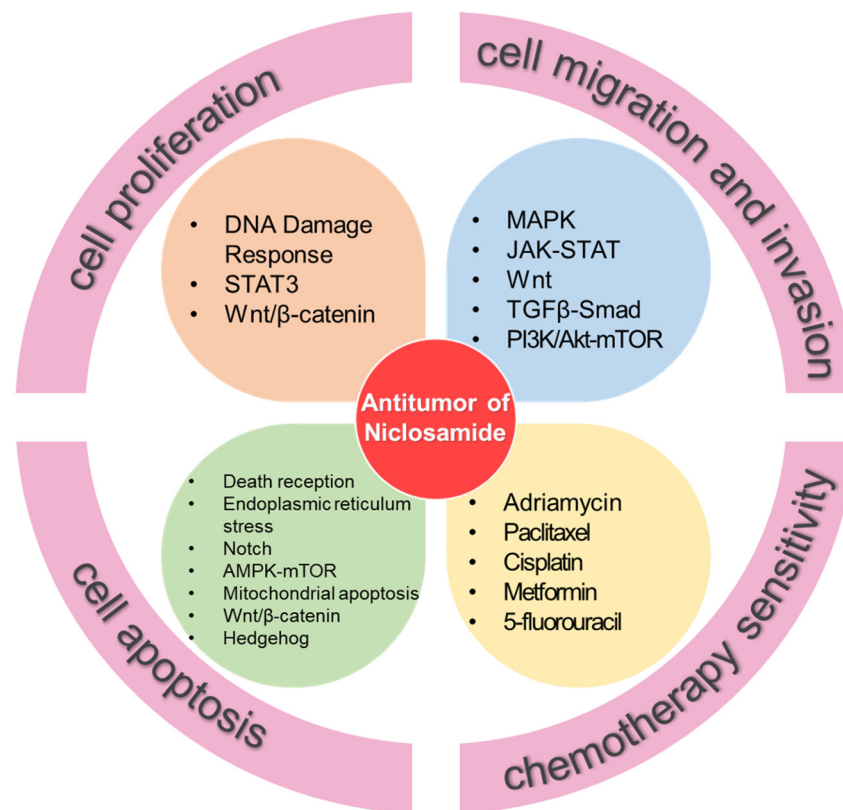 cell proliferation
• DNA Damage
Response
• STAT3
• Wnt/β-catenin
cell migration and invasion
• MAPK
• JAK-STAT
• Wnt
• TGFβ-Smad
• PI3K/Akt-mTOR
Antitumor of
Niclosamide
cell apoptosis
• Death reception
• Endoplasmic reticulum
stress
• Notch
• AMPK-mTOR
• Mitochondrial apoptosis
• Wnt/β-catenin
• Hedgehog
chemotherapy sensitivity
• Adriamycin
• Paclitaxel
• Cisplatin
• Metformin
• 5-fluorouracil